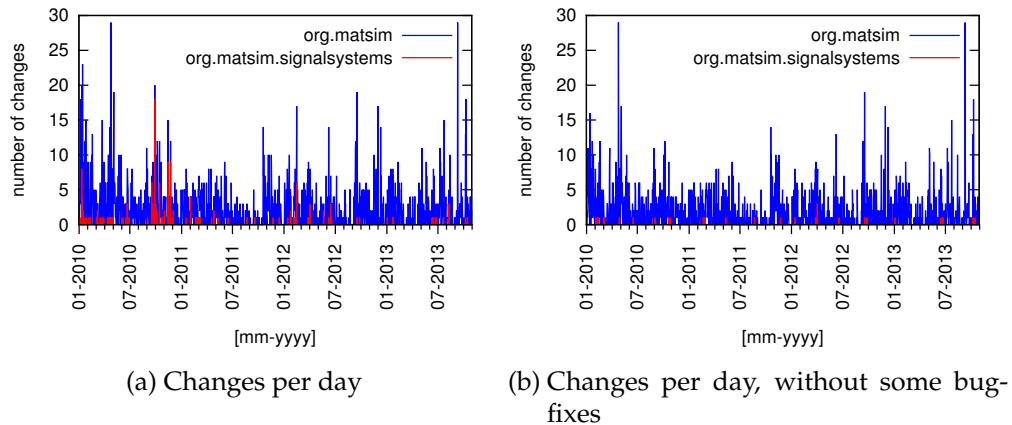 number of changes
30
25
20
15
10
5
0
org.matsim
org.matsim.signalsystems
01-2010
07-2010
01-2011
07-2011
01-2012
07-2012
01-2013
07-2013
[mm-yyyy]
(a) Changes per day
number of changes
30
25
20
15
10
5
0
org.matsim
org.matsim.signalsystems
01-2010
07-2010
01-2011
07-2011
01-2012
07-2012
01-2013
07-2013
[mm-yyyy]
(b) Changes per day, without some bug-
fixes